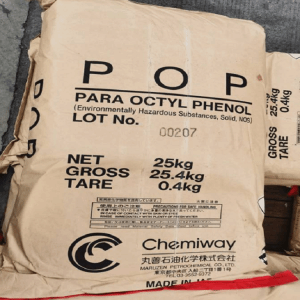 POP
PARA OCTYL PHENOL
(Environmentally Hazardous Substances, Solid, NOS)
LOT No. 00207
NET 25kg
GROSS 25.4kg
TARE 0.4kg
Chemiway
丸善石油化学株式会社
MARUZEN PETROCHEMICAL CO., LTD.
MADE IN
POP
25kg
25.4kg
0.4kg